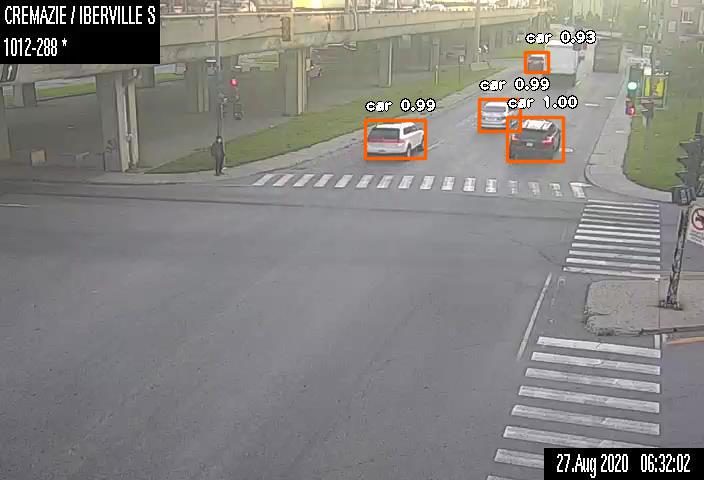 CREMAZIE / IBERVILLE S
1012-288 *
car 0.93
car 0.99
car 1.00
car 0.99
27.Aug 2020 06:32:02